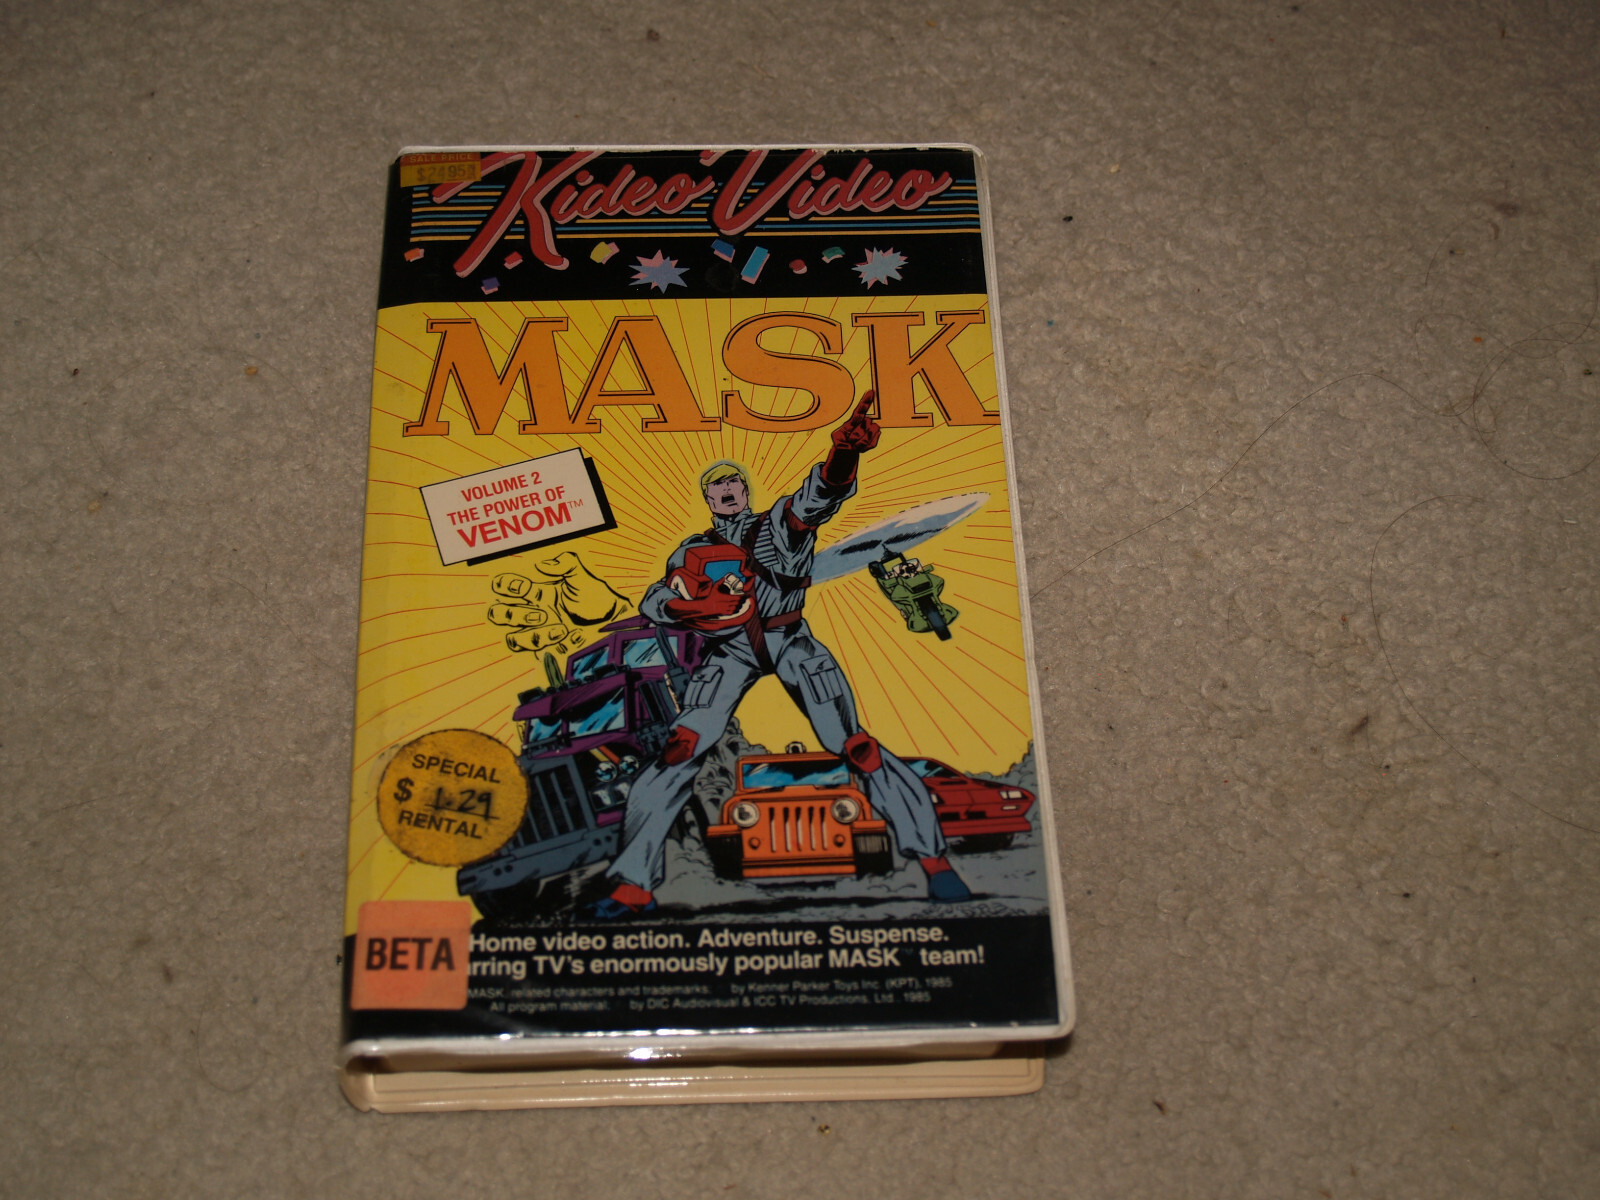 SALE PRICE
$24.95
Kideo Video
MASK
VOLUME 2
THE POWER OF
VENOM™
SPECIAL
$ 1.29
RENTAL
BETA
Home video action. Adventure. Suspense.
rring TV's enormously popular MASK™ team!
MASK, related characters and trademarks: by Kenner Parker Toys Inc. (KPT), 1985
All program material: by DIC Audiovisual & ICC TV Productions, Ltd., 1985